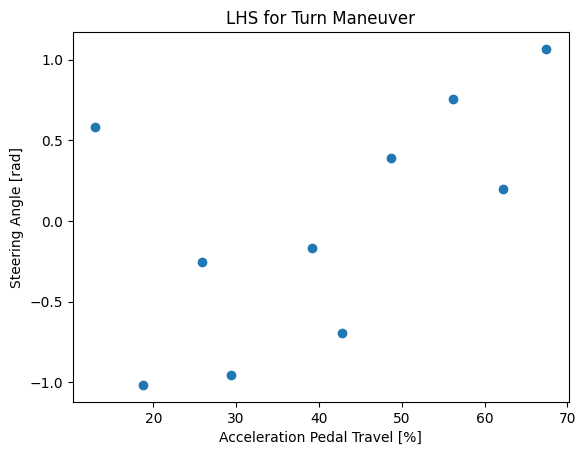 LHS for Turn Maneuver
1.0
0.5
0.0
−0.5
−1.0
Steering Angle [rad]
20 30 40 50 60 70
Acceleration Pedal Travel [%]